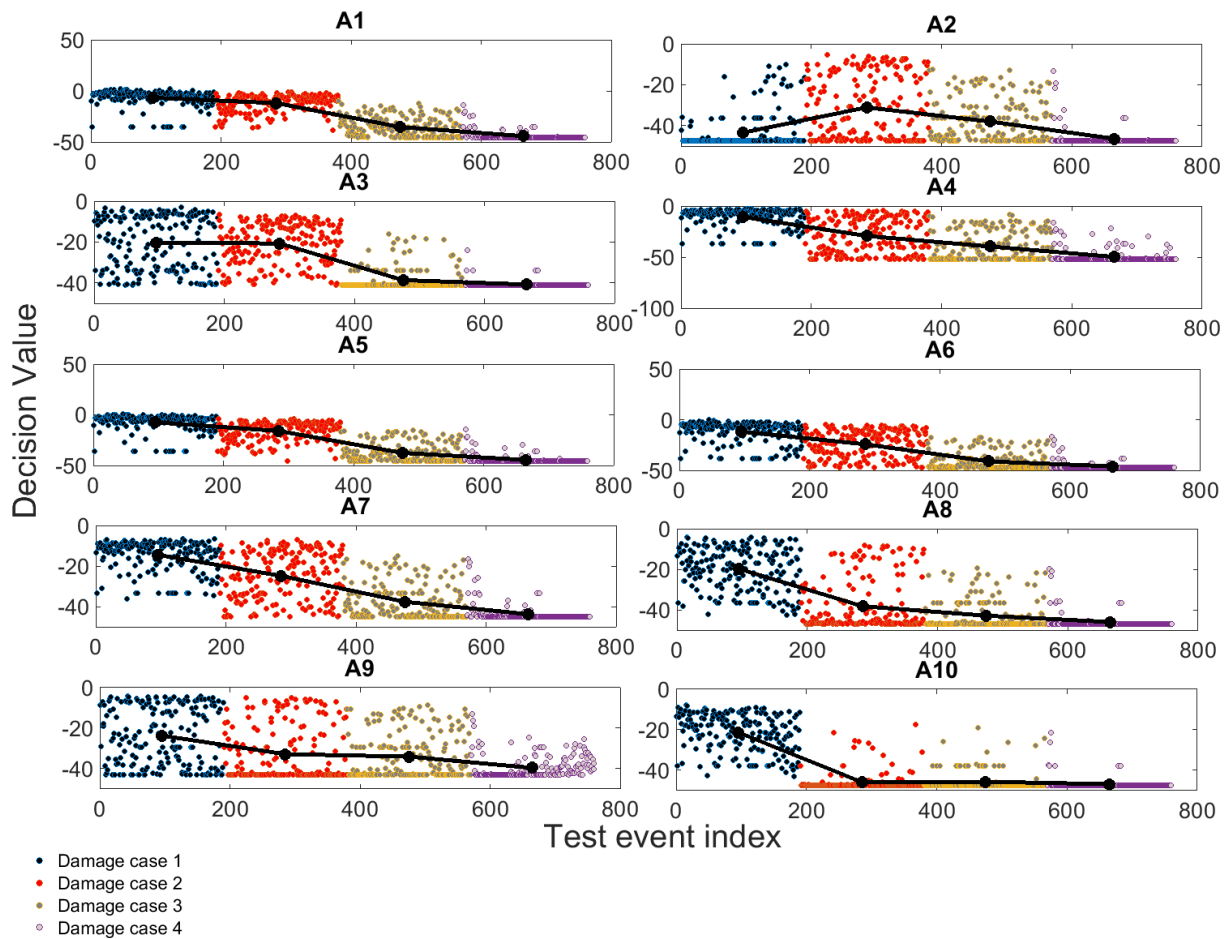 A1
50
0
-50
0 200 400 600 800
A2
0
-20
-40
0 200 400 600 800
A3
0
-20
-40
0 200 400 600 800
A4
0
-50
-100
0 200 400 600 800
A5
50
0
-50
0 200 400 600 800
A6
50
0
-50
0 200 400 600 800
A7
0
-20
-40
0 200 400 600 800
A8
0
-20
-40
0 200 400 600 800
A9
0
-20
-40
0 200 400 600 800
A10
0
-20
-40
0 200 400 600 800
Decision Value
Test event index
Damage case 1
Damage case 2
Damage case 3
Damage case 4